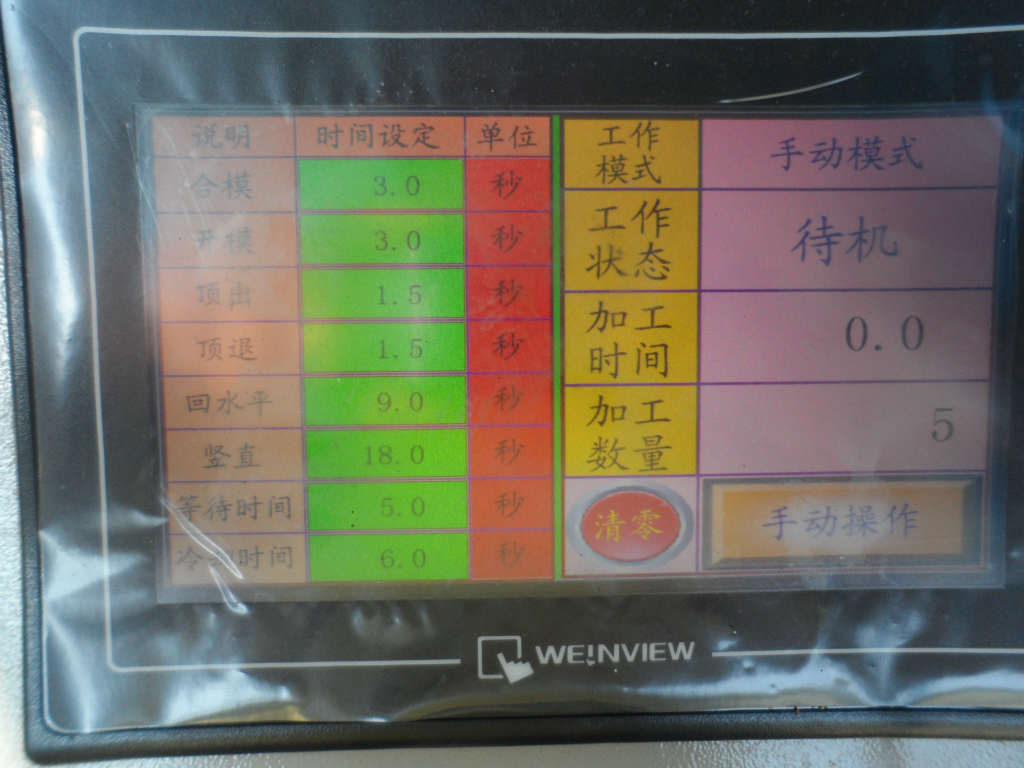 说明 时间设定 单位
合模 3.0 秒
开模 3.0 秒
顶出 1.5 秒
顶退 1.5 秒
回水平 9.0 秒
竖直 18.0 秒
等待时间 5.0 秒
冷却时间 6.0 秒
工作
模式
手动模式
工作
状态
待机
加工
时间
0.0
加工
数量
5
清零
手动操作
WEINVIEW